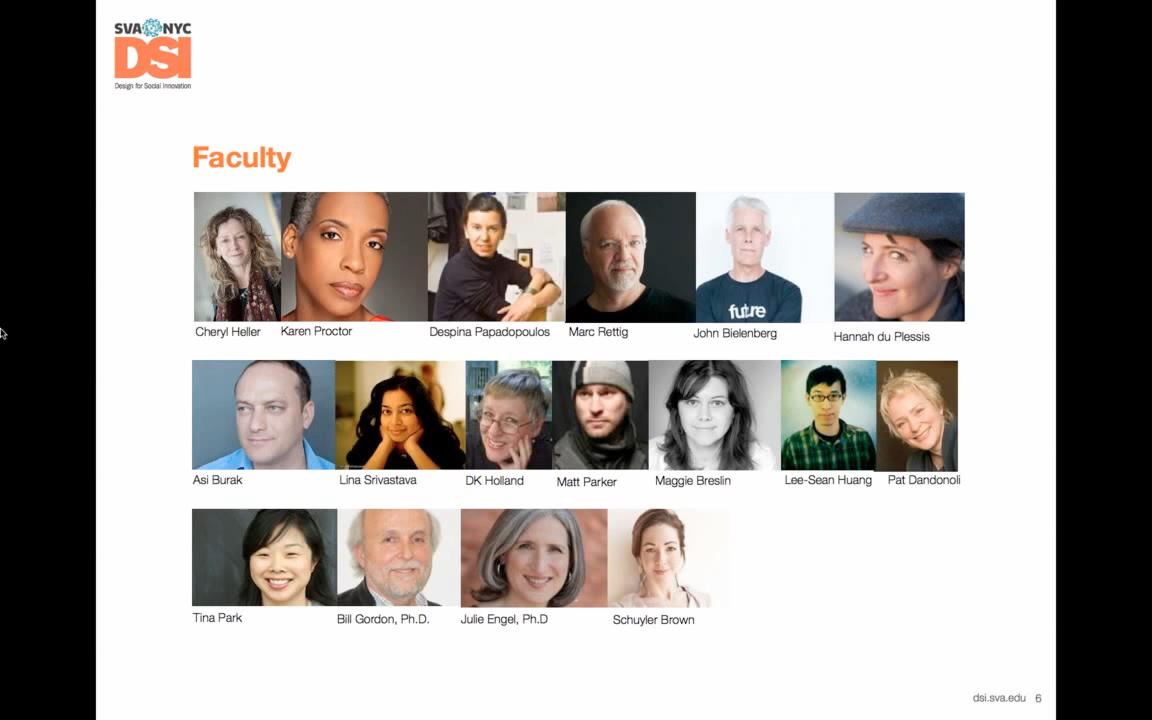 SVA NYC
DSI
Design for Social Innovation
Faculty
future
Cheryl Heller
Karen Proctor
Despina Papadopoulos
Marc Rettig
John Bielenberg
Hannah du Plessis
Asi Burak
Lina Srivastava
DK Holland
Matt Parker
Maggie Breslin
Lee-Sean Huang
Pat Dandonoli
Tina Park
Bill Gordon, Ph.D.
Julie Engel, Ph.D
Schuyler Brown
dsi.sva.edu 6